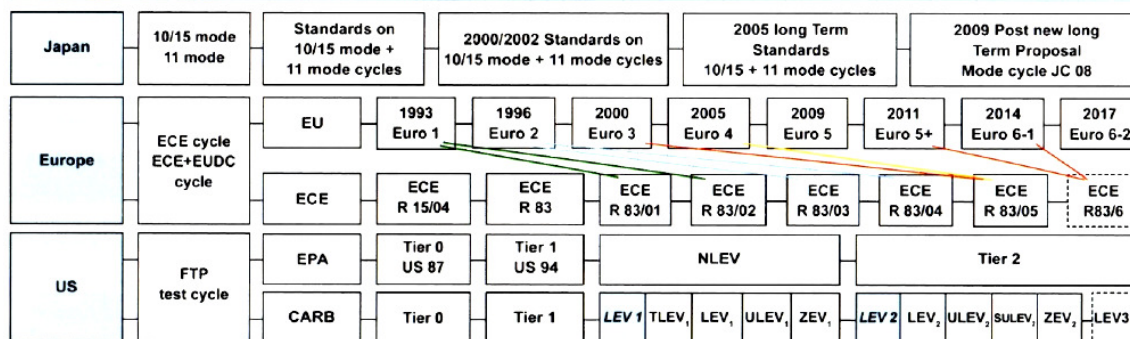 Japan
10/15 mode
11 mode
Standards on
10/15 mode +
11 mode cycles
2000/2002 Standards on
10/15 mode + 11 mode cycles
2005 long Term
Standards
10/15 + 11 mode cycles
2009 Post new long
Term Proposal
Mode cycle JC 08
Europe
ECE cycle
ECE+EUDC
cycle
EU
1993
Euro 1
1996
Euro 2
2000
Euro 3
2005
Euro 4
2009
Euro 5
2011
Euro 5+
2014
Euro 6-1
2017
Euro 6-2
ECE
ECE
R 15/04
ECE
R 83
ECE
R 83/01
ECE
R 83/02
ECE
R 83/03
ECE
R 83/04
ECE
R 83/05
ECE
R83/6
US
FTP
test cycle
EPA
Tier 0
US 87
Tier 1
US 94
NLEV
Tier 2
CARB
Tier 0
Tier 1
LEV 1
TLEV₁
LEV₁
ULEV₁
ZEV₁
LEV 2
LEV₂
ULEV₂
SULEV₂
ZEV₂
LEV3